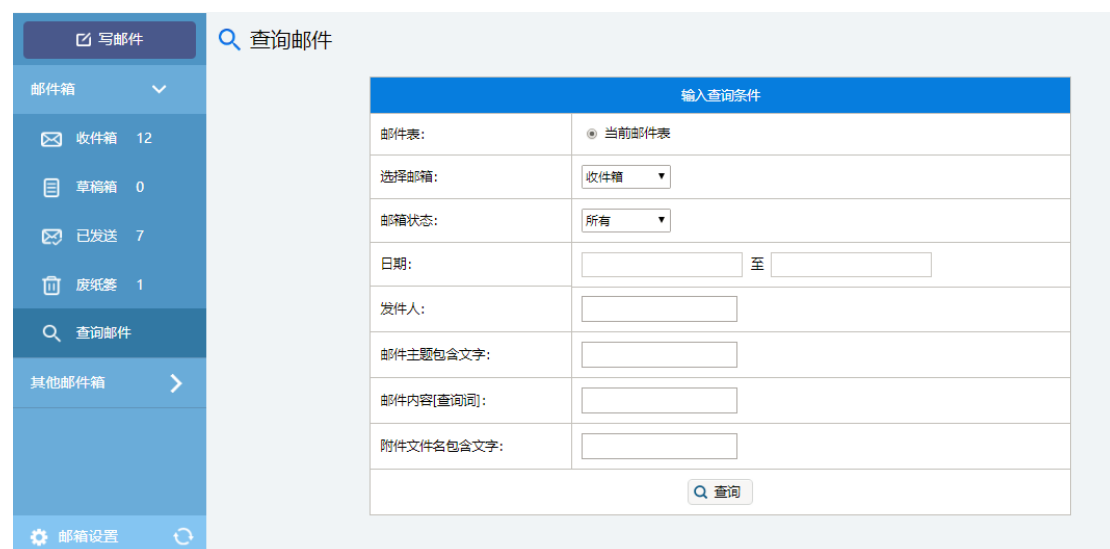 写邮件
查询邮件
邮件箱
收件箱 12
草稿箱 0
已发送 7
废纸篓 1
查询邮件
其他邮件箱
邮箱设置
输入查询条件
邮件表: 当前邮件表
选择邮箱: 收件箱
邮箱状态: 所有
日期: 至
发件人:
邮件主题包含文字:
邮件内容[查询词]:
附件文件名包含文字:
查询